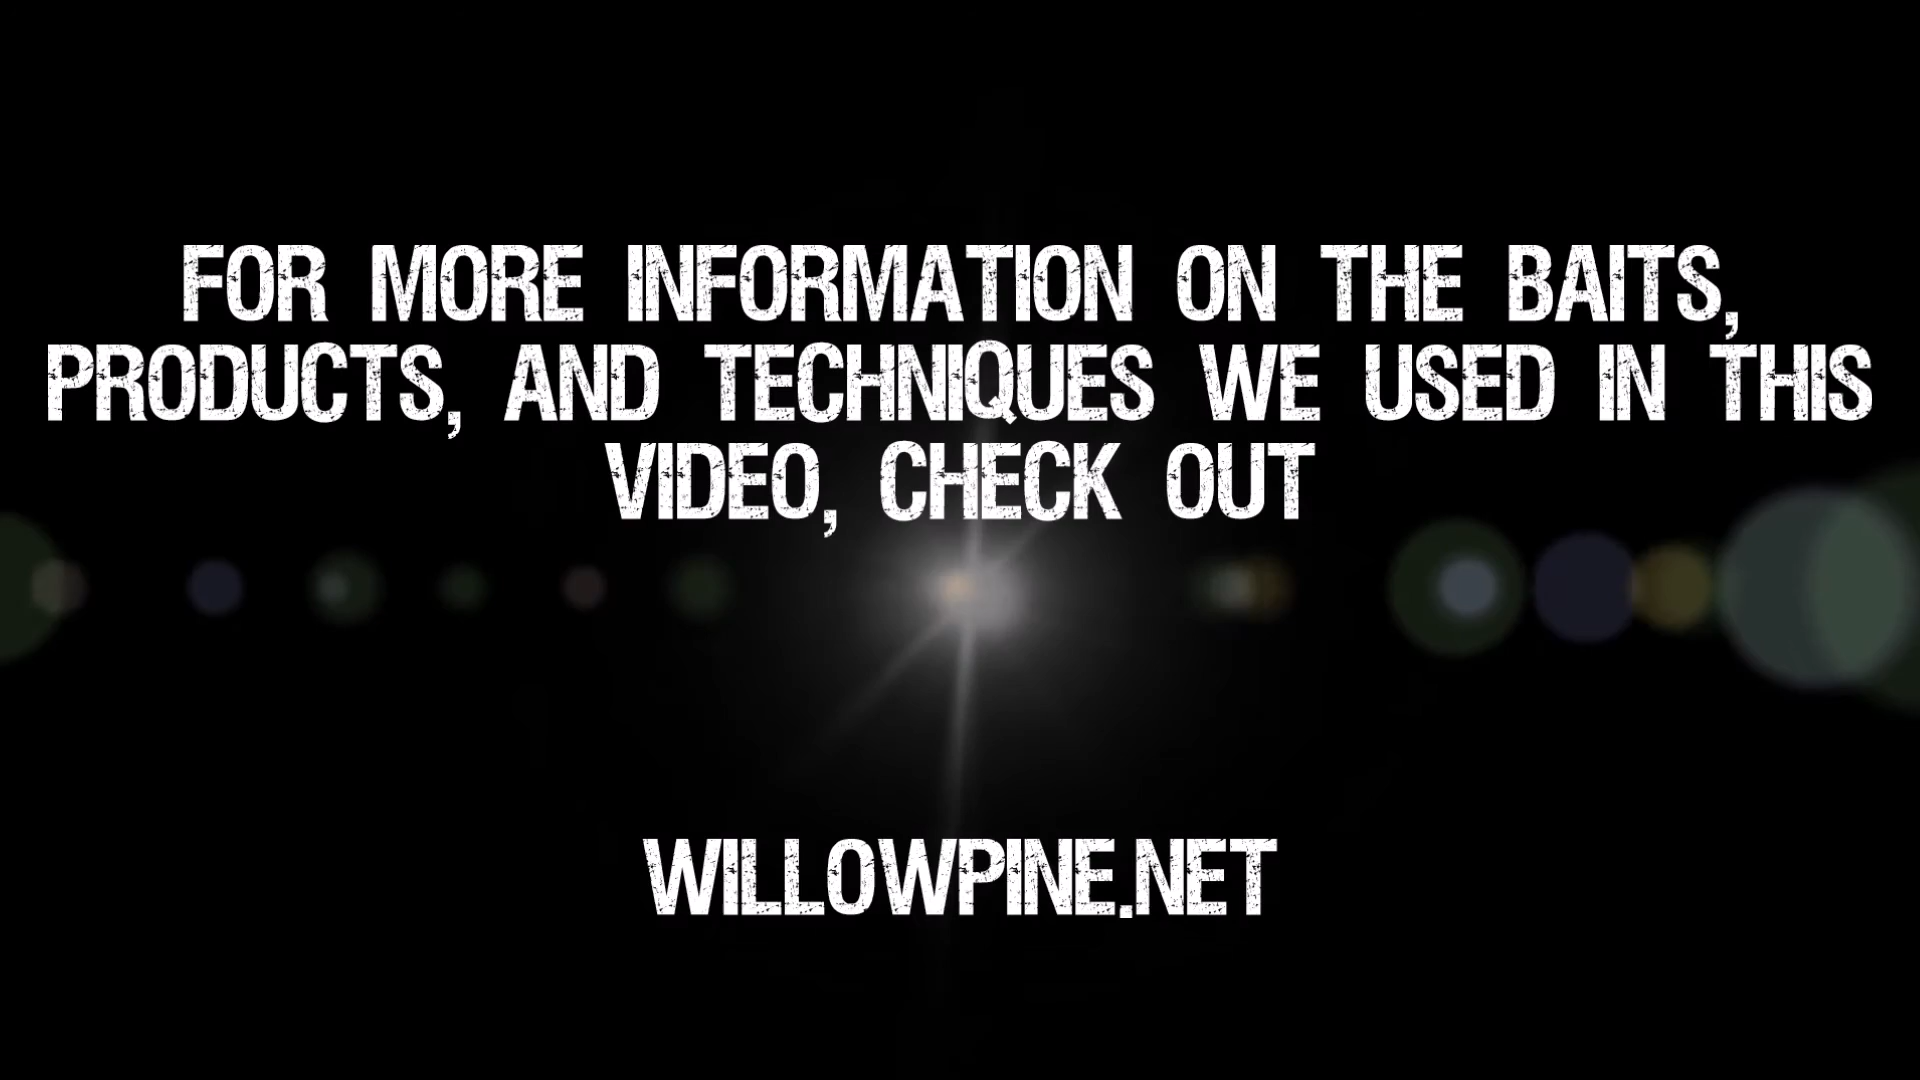 FOR MORE INFORMATION ON THE BAITS,
PRODUCTS, AND TECHNIQUES WE USED IN THIS
VIDEO, CHECK OUT
WILLOWPINE.NET